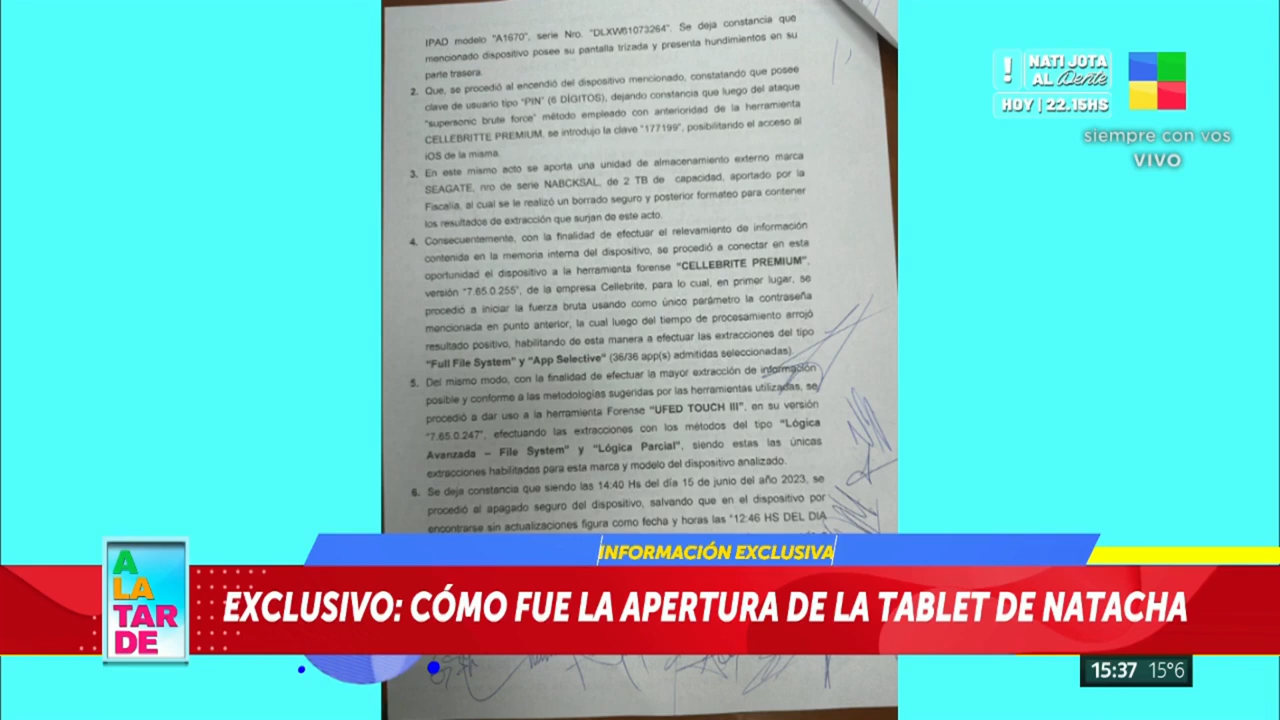 IPAD modelo "A1670", serie Nro. "DLXW61073264". Se deja constancia que
mencionado dispositivo posee su pantalla trizada y presenta hundimientos en su
parte trasera.
2. Que, se procedió al encendió del dispositivo mencionado, constatando que posee
clave de usuario tipo "PIN" (6 DÍGITOS), dejando constancia que luego del ataque
"supersonic brute force" método empleado con anterioridad de la herramienta
CELLEBRITTE PREMIUM, se introdujo la clave "177199", posibilitando el acceso al
iOS de la misma.
3. En este mismo acto se aporta una unidad de almacenamiento externo marca
SEAGATE, nro de serie NABCKSAL, de 2 TB de capacidad, aportado por la
Fiscalía, al cual se le realizó un borrado seguro y posterior formateo para contener
los resultados de extracción que surjan de este acto.
4. Consecuentemente, con la finalidad de efectuar el relevamiento de información
contenida en la memoria interna del dispositivo, se procedió a conectar en esta
oportunidad el dispositivo a la herramienta forense "CELLEBRITE PREMIUM",
versión "7.65.0.255", de la empresa Cellebrite, para lo cual, en primer lugar, se
procedió a iniciar la fuerza bruta usando como único parámetro la contraseña
mencionada en punto anterior, la cual luego del tiempo de procesamiento arrojó
resultado positivo, habilitando de esta manera a efectuar las extracciones del tipo
"Full File System" y "App Selective" (36/36 app(s) admitidas seleccionadas).
5. Del mismo modo, con la finalidad de efectuar la mayor extracción de información
posible y conforme a las metodologías sugeridas por las herramientas utilizadas, se
procedió a dar uso a la herramienta Forense "UFED TOUCH III", en su versión
"7.65.0.247", efectuando las extracciones con los métodos del tipo "Lógica
Avanzada – File System" y "Lógica Parcial", siendo estas las únicas
extracciones habilitadas para esta marca y modelo del dispositivo analizado.
6. Se deja constancia que siendo las 14:40 Hs del día 15 de junio del año 2023, se
procedió al apagado seguro del dispositivo, salvando que en el dispositivo por
encontrarse sin actualizaciones figura como fecha y horas las "12:46 HS DEL DIA
! NATI JOTA
AL Dente
HOY | 22.15HS
siempre con vos
VIVO
INFORMACIÓN EXCLUSIVA
A
LA
TAR
DE
EXCLUSIVO: CÓMO FUE LA APERTURA DE LA TABLET DE NATACHA
15:37 15°6